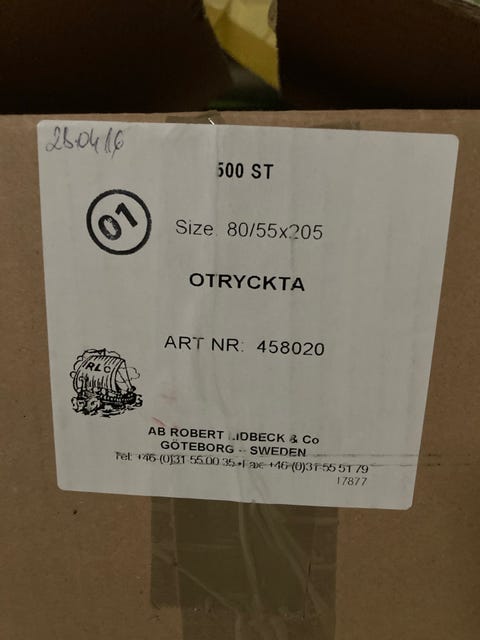 28.04.16
500 ST
01
Size: 80/55x205
OTRYCKTA
ART NR: 458020
RLC
AB ROBERT LIDBECK & Co
GÖTEBORG - SWEDEN
Tel: +46-(0)31 55 00 35 • Fax: +46-(0)31-55 51 79
17877